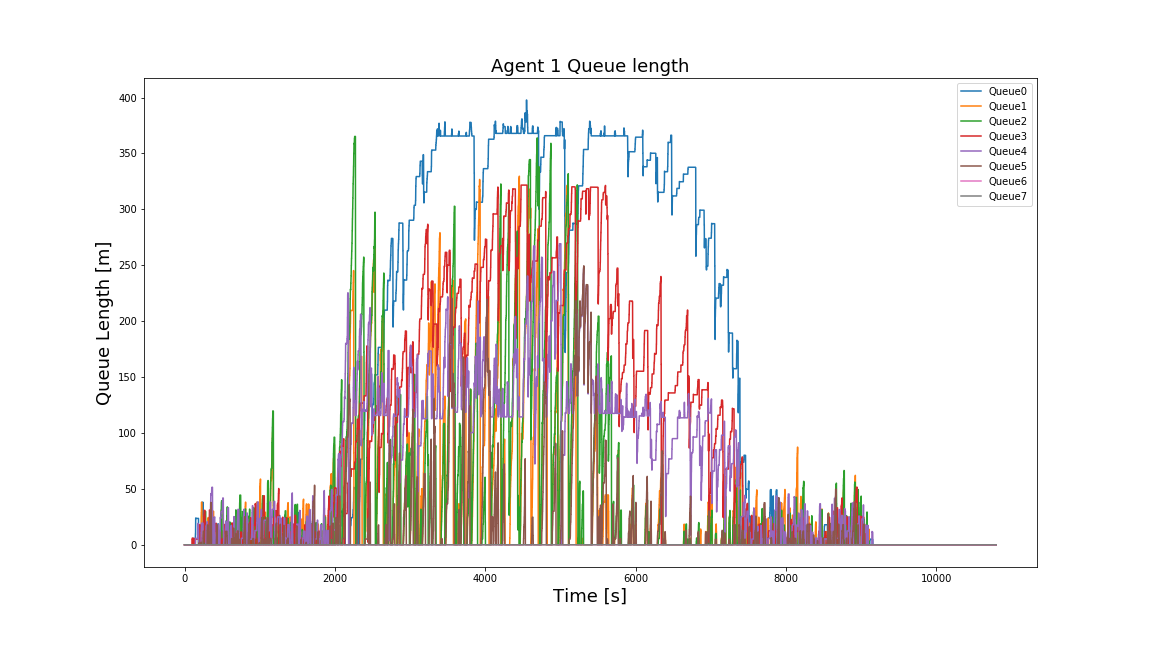 Agent 1 Queue length
Queue Length [m]
400
350
300
250
200
150
100
50
0
0 2000 4000 6000 8000 10000
Time [s]
Queue0
Queue1
Queue2
Queue3
Queue4
Queue5
Queue6
Queue7